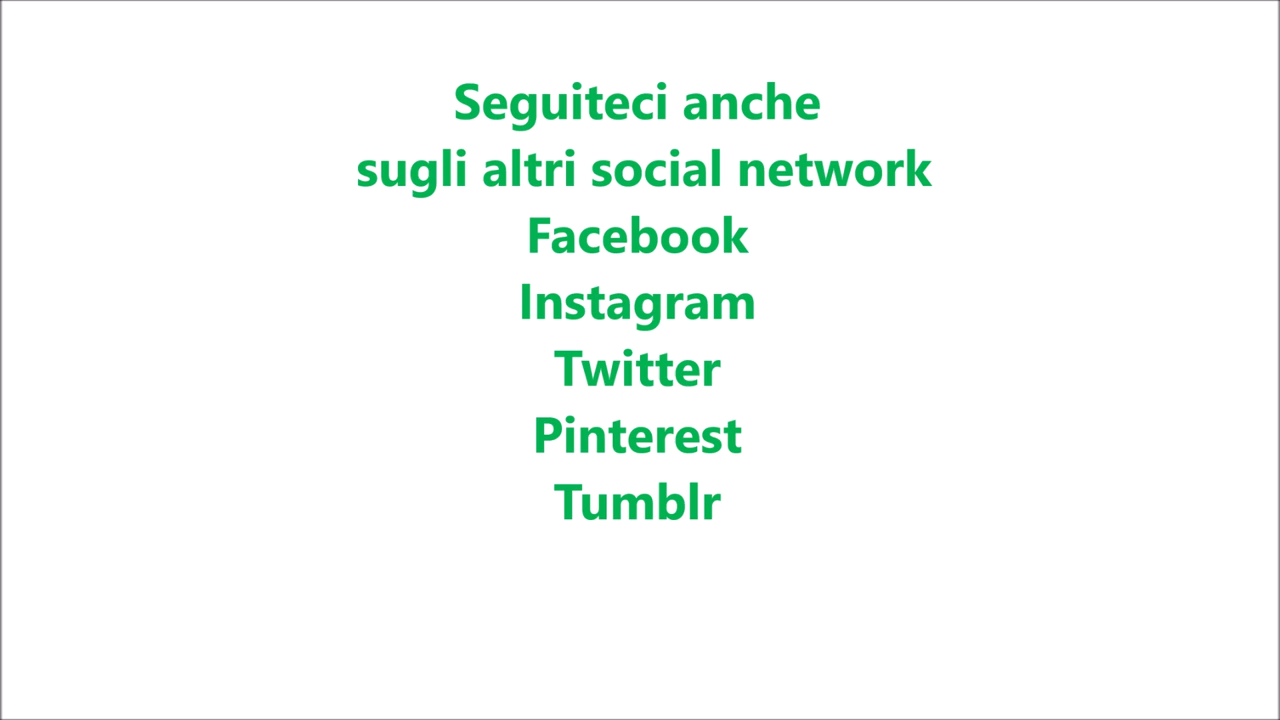 Seguiteci anche
sugli altri social network
Facebook
Instagram
Twitter
Pinterest
Tumblr